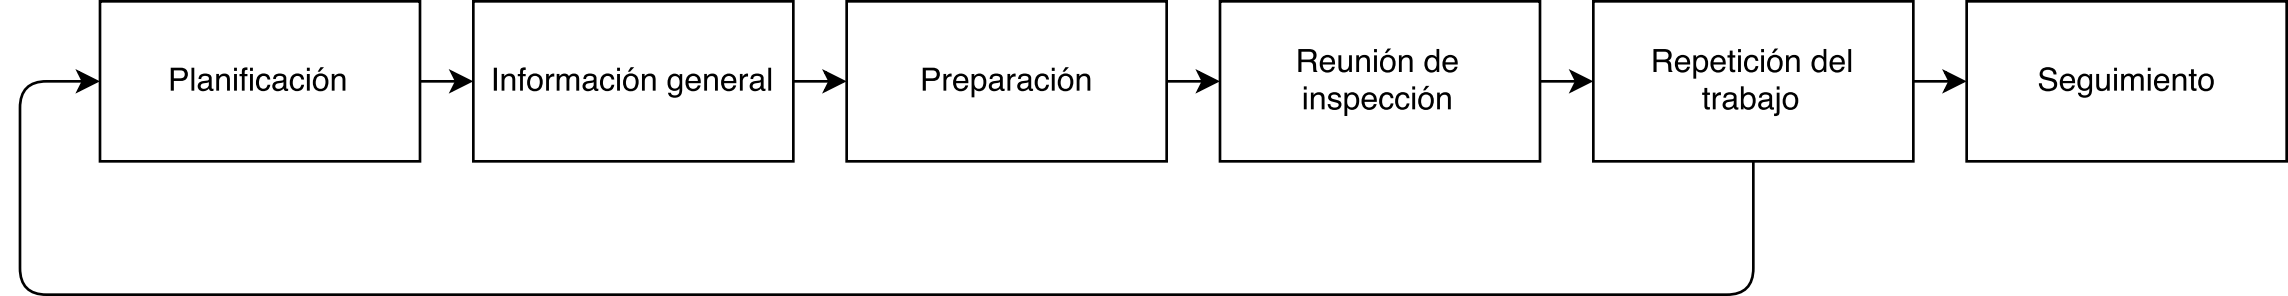 Planificación
Información general
Preparación
Reunión de
inspección
Repetición del
trabajo
Seguimiento